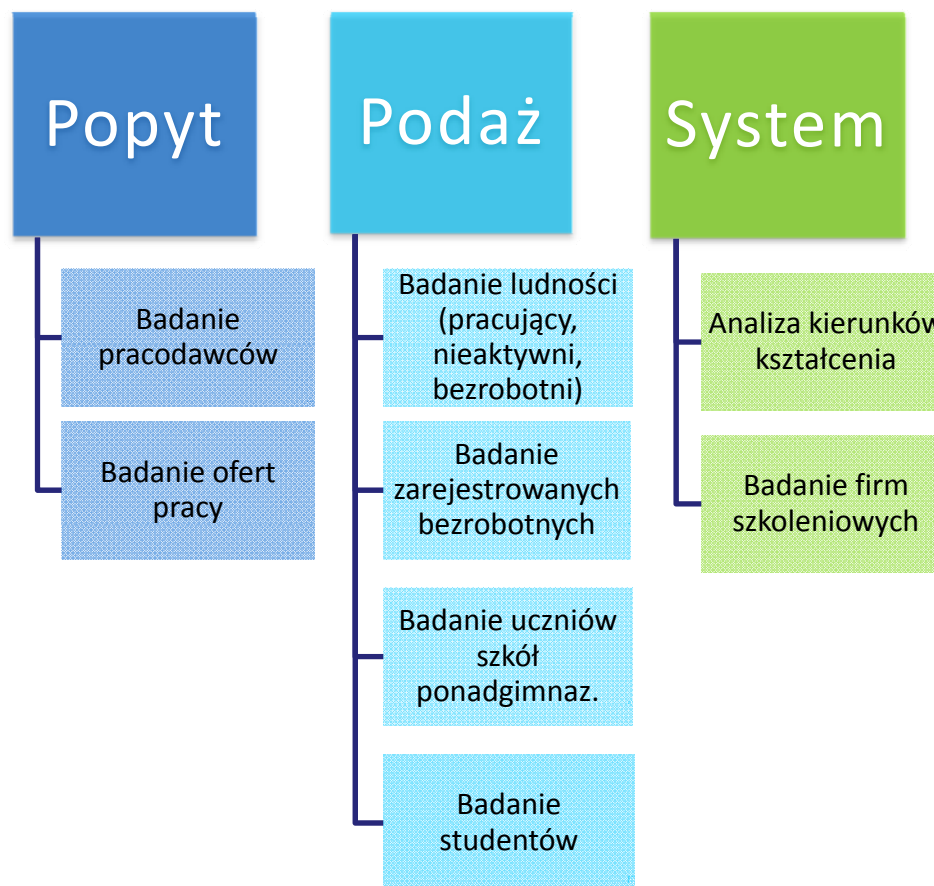 Popyt
Badanie
pracodawców
Badanie ofert
pracy
Podaż
Badanie ludności
(pracujący,
nieaktywni,
bezrobotni)
Badanie
zarejestrowanych
bezrobotnych
Badanie uczniów
szkół
ponadgimnaz.
Badanie
studentów
System
Analiza kierunków
kształcenia
Badanie firm
szkoleniowych